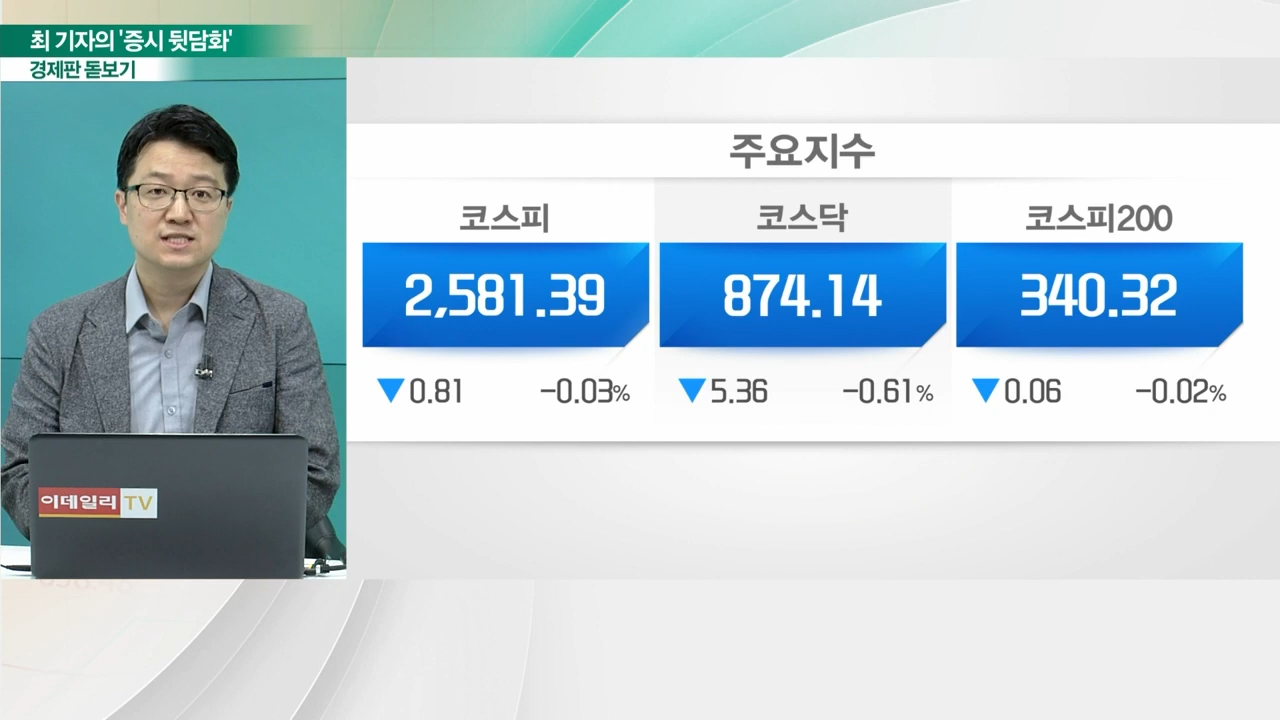 최 기자의 '증시 뒷담화'
경제판 돋보기
주요지수
코스피 코스닥 코스피200
2,581.39 874.14 340.32
▼0.81 -0.03% ▼5.36 -0.61% ▼0.06 -0.02%
이데일리 TV